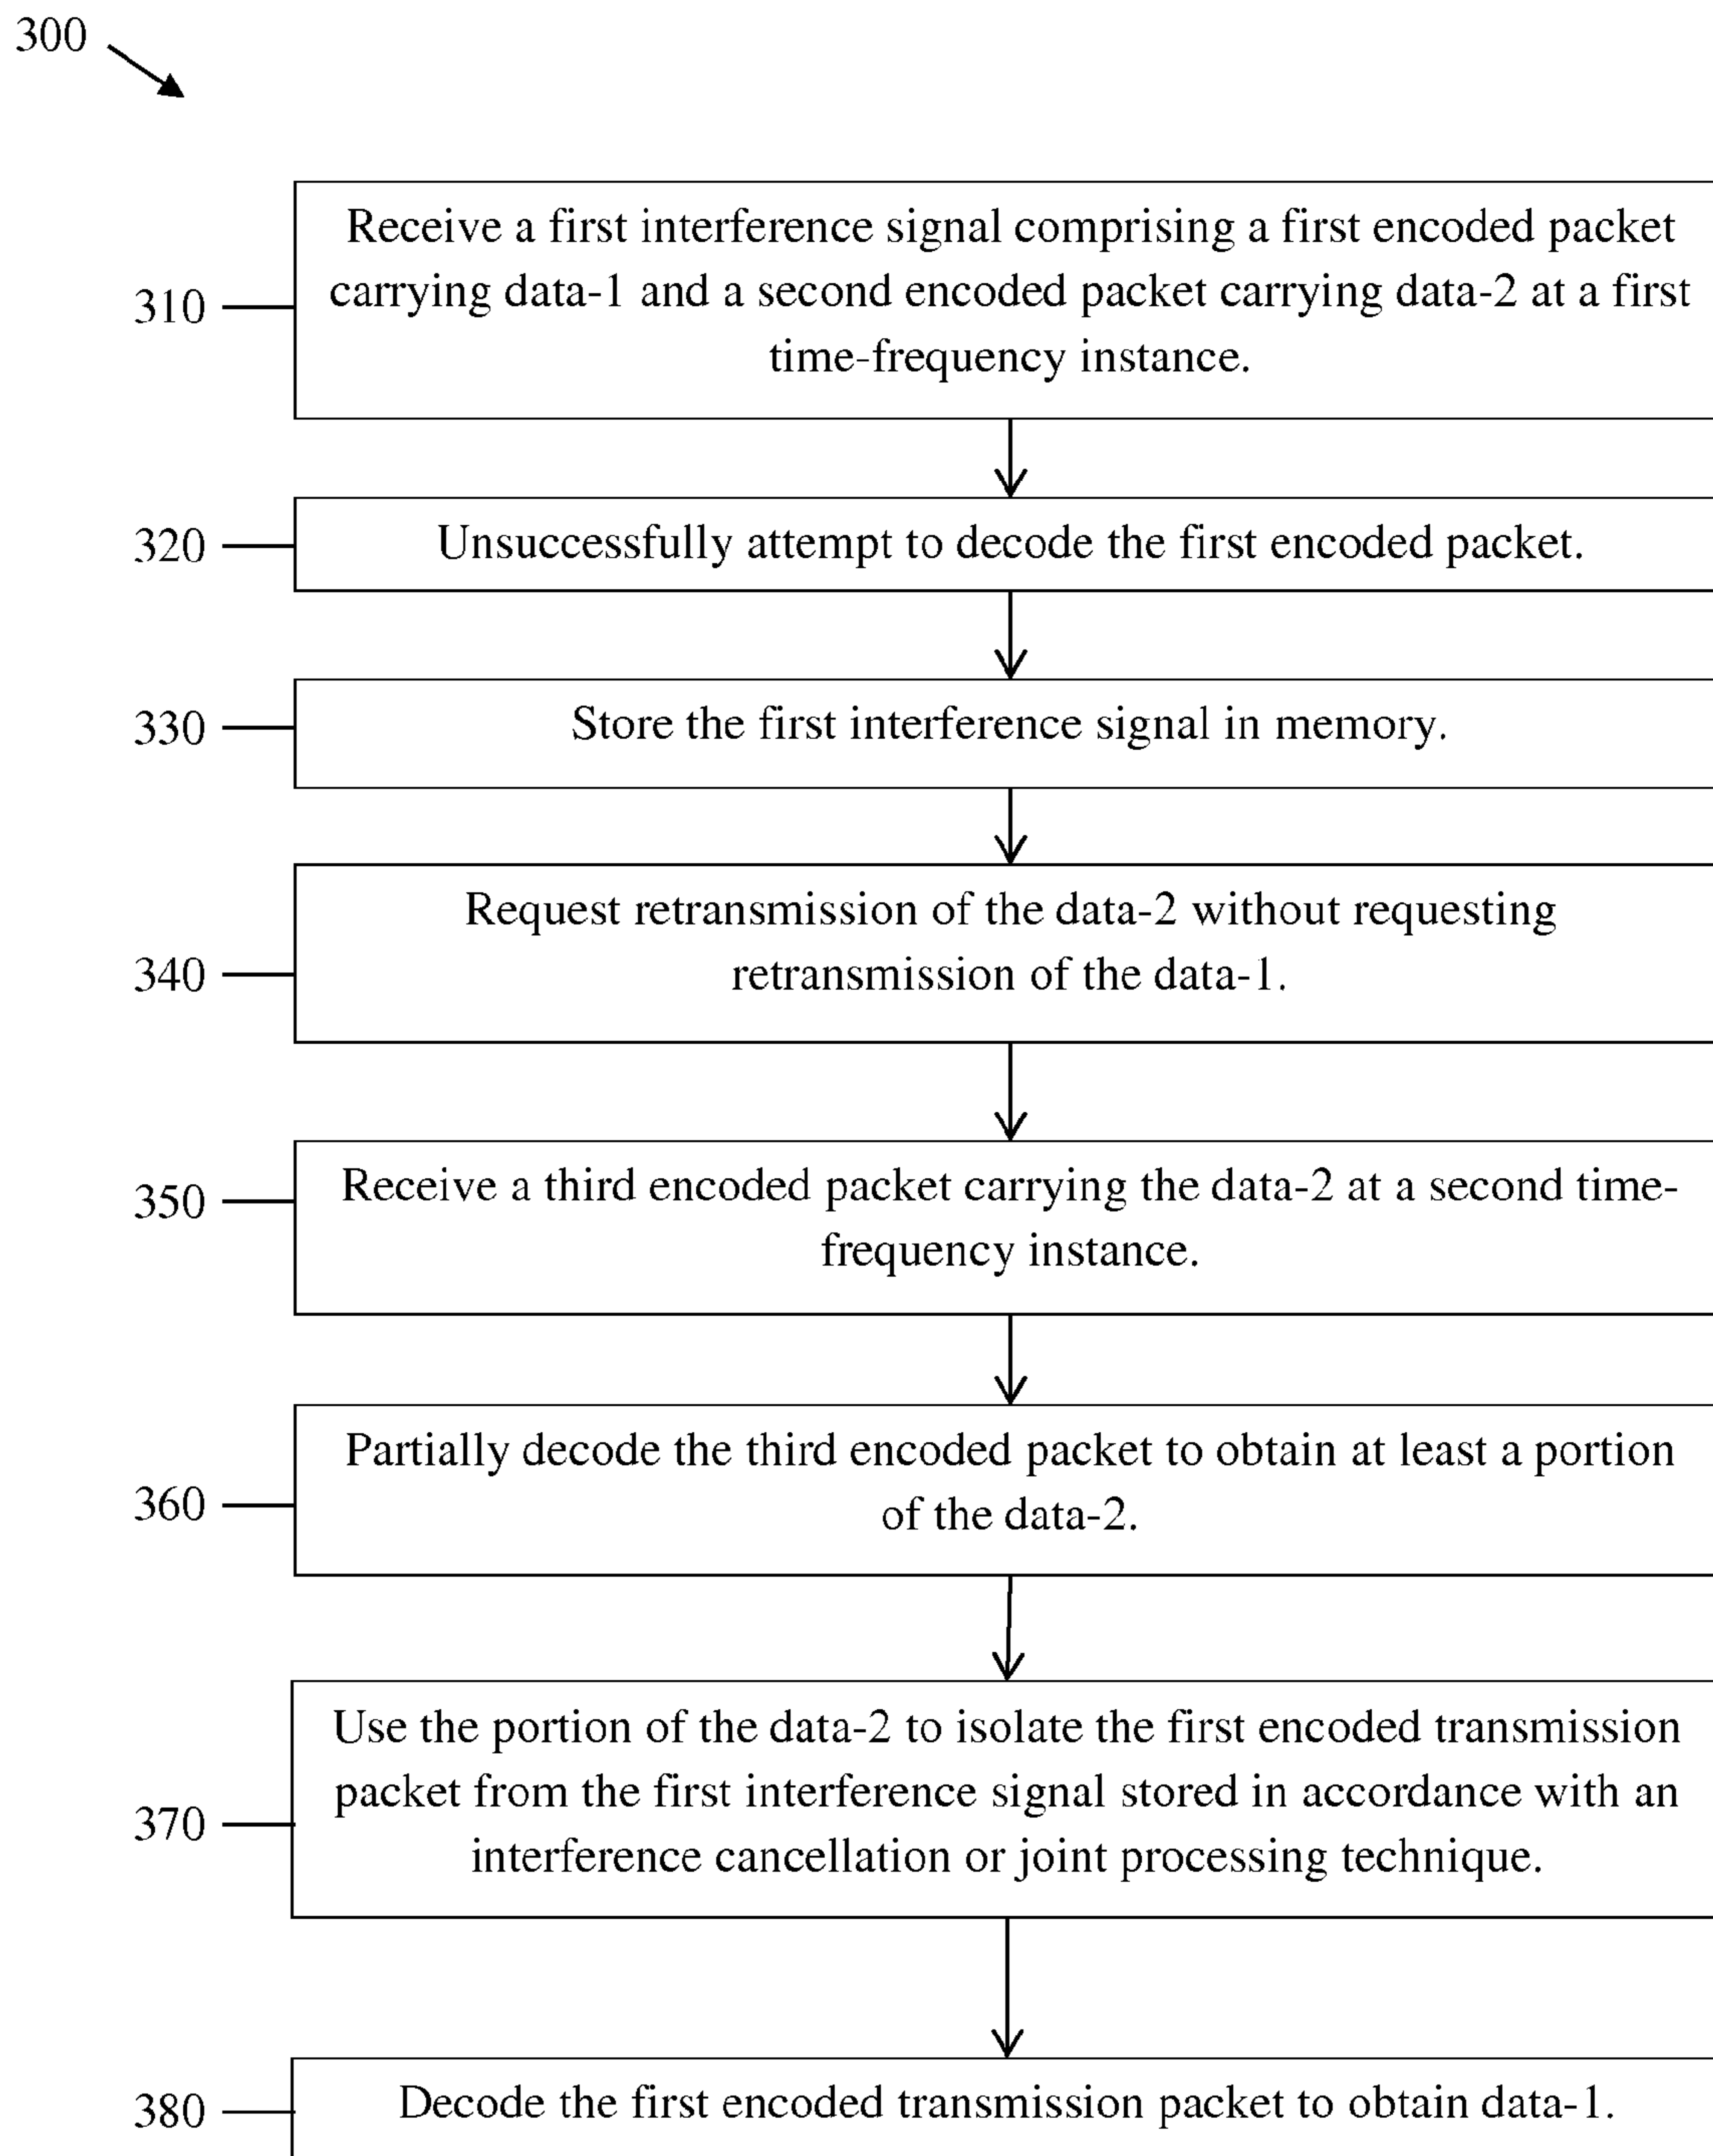 300
310
Receive a first interference signal comprising a first encoded packet
carrying data-1 and a second encoded packet carrying data-2 at a first
time-frequency instance.
320
Unsuccessfully attempt to decode the first encoded packet.
330
Store the first interference signal in memory.
340
Request retransmission of the data-2 without requesting
retransmission of the data-1.
350
Receive a third encoded packet carrying the data-2 at a second time-
frequency instance.
360
Partially decode the third encoded packet to obtain at least a portion
of the data-2.
370
Use the portion of the data-2 to isolate the first encoded transmission
packet from the first interference signal stored in accordance with an
interference cancellation or joint processing technique.
380
Decode the first encoded transmission packet to obtain data-1.